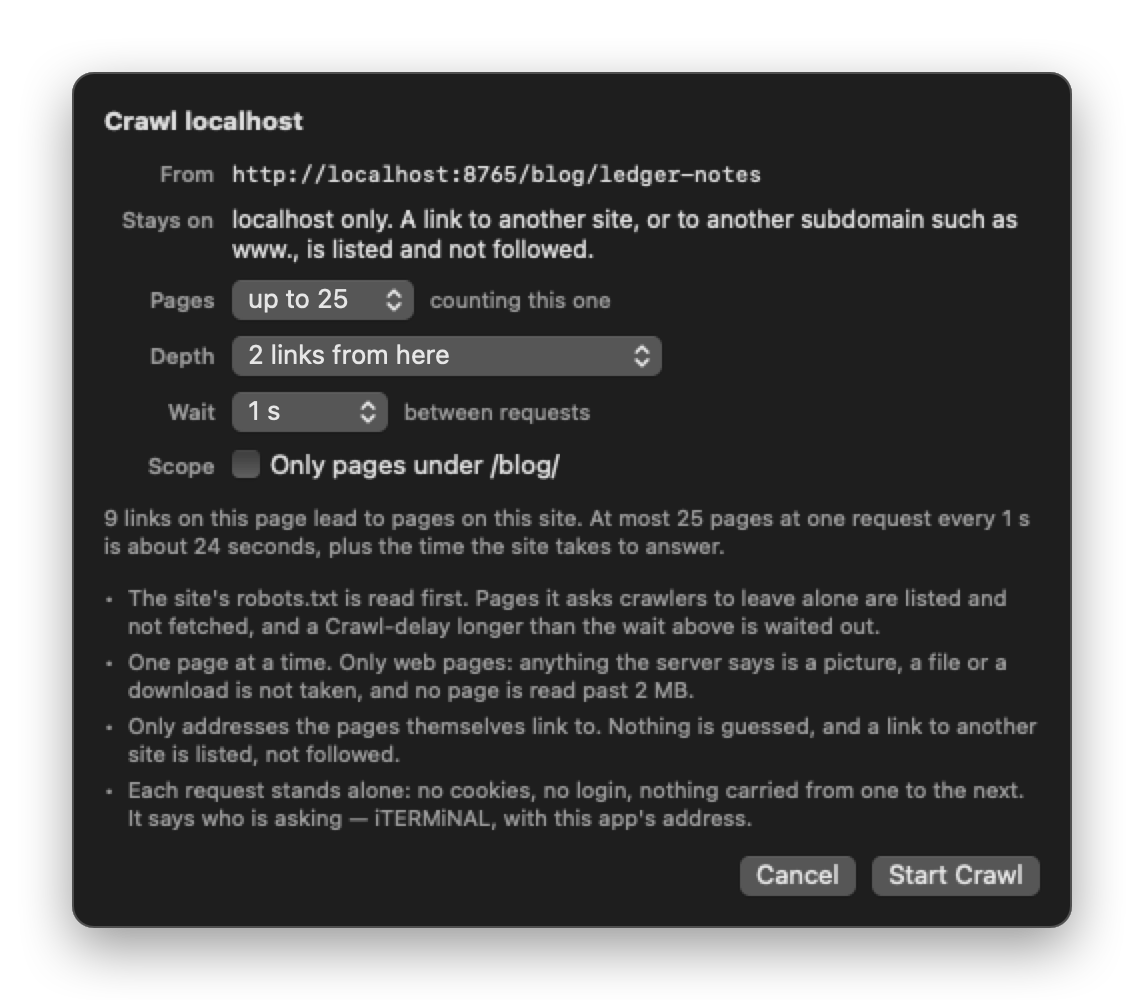 Crawl localhost
From http://localhost:8765/blog/ledger-notes
Stays on localhost only. A link to another site, or to another subdomain such as
www., is listed and not followed.
Pages up to 25 counting this one
Depth 2 links from here
Wait 1 s between requests
Scope Only pages under /blog/
9 links on this page lead to pages on this site. At most 25 pages at one request every 1 s
is about 24 seconds, plus the time the site takes to answer.
• The site's robots.txt is read first. Pages it asks crawlers to leave alone are listed and
not fetched, and a Crawl-delay longer than the wait above is waited out.
• One page at a time. Only web pages: anything the server says is a picture, a file or a
download is not taken, and no page is read past 2 MB.
• Only addresses the pages themselves link to. Nothing is guessed, and a link to another
site is listed, not followed.
• Each request stands alone: no cookies, no login, nothing carried from one to the next.
It says who is asking — iTERMiNAL, with this app's address.
Cancel Start Crawl